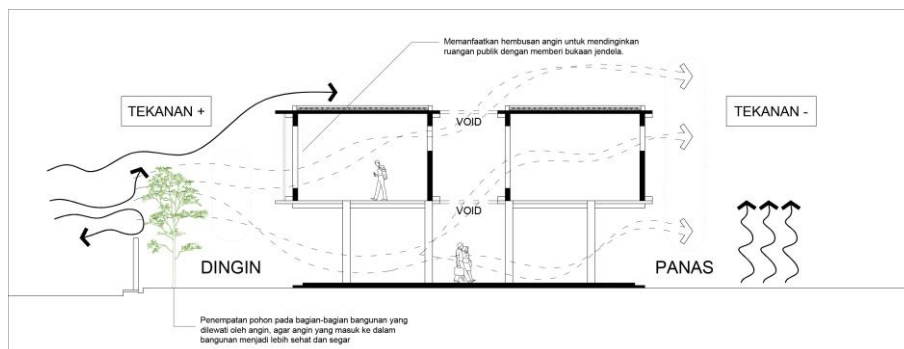 Memanfaatkan hembusan angin untuk mendinginkan
ruangan publik dengan memberi bukaan jendela.
TEKANAN +
TEKANAN -
VOID
VOID
DINGIN
PANAS
Penempatan pohon pada bagian-bagian bangunan yang
dilewati oleh angin, agar angin yang masuk ke dalam
bangunan menjadi lebih sehat dan segar